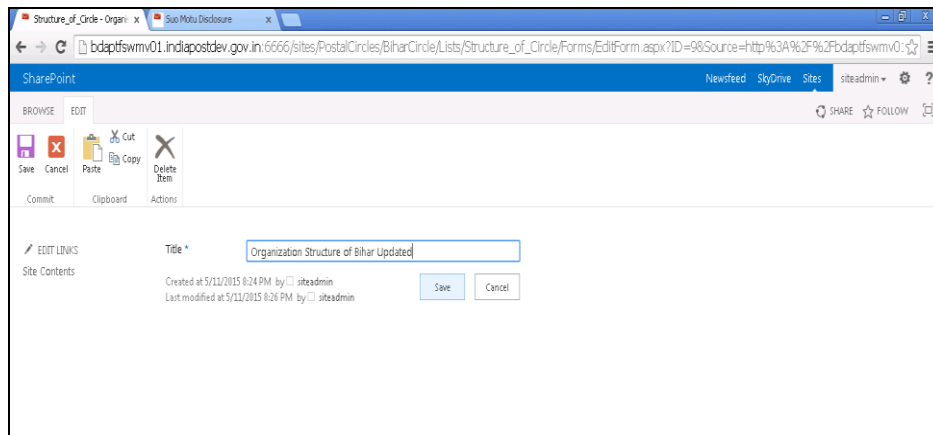 Structure_of_Circle - Organi x Suo Motu Disclosure x
bdaptfswmv01.indiapostdev.gov.in:6666/sites/PostalCircles/BiharCircle/Lists/Structure_of_Circle/Forms/EditForm.aspx?ID=9&Source=http%3A%2F%2Fbdaptfswmv0:
SharePoint Newsfeed SkyDrive Sites siteadmin ?
BROWSE EDIT SHARE FOLLOW
Cut
Copy
Save Cancel Paste Delete
Item
Commit Clipboard Actions
EDIT LINKS Title * Organization Structure of Bihar Updated
Site Contents
Created at 5/11/2015 8:24 PM by siteadmin
Last modified at 5/11/2015 8:26 PM by siteadmin
Save Cancel